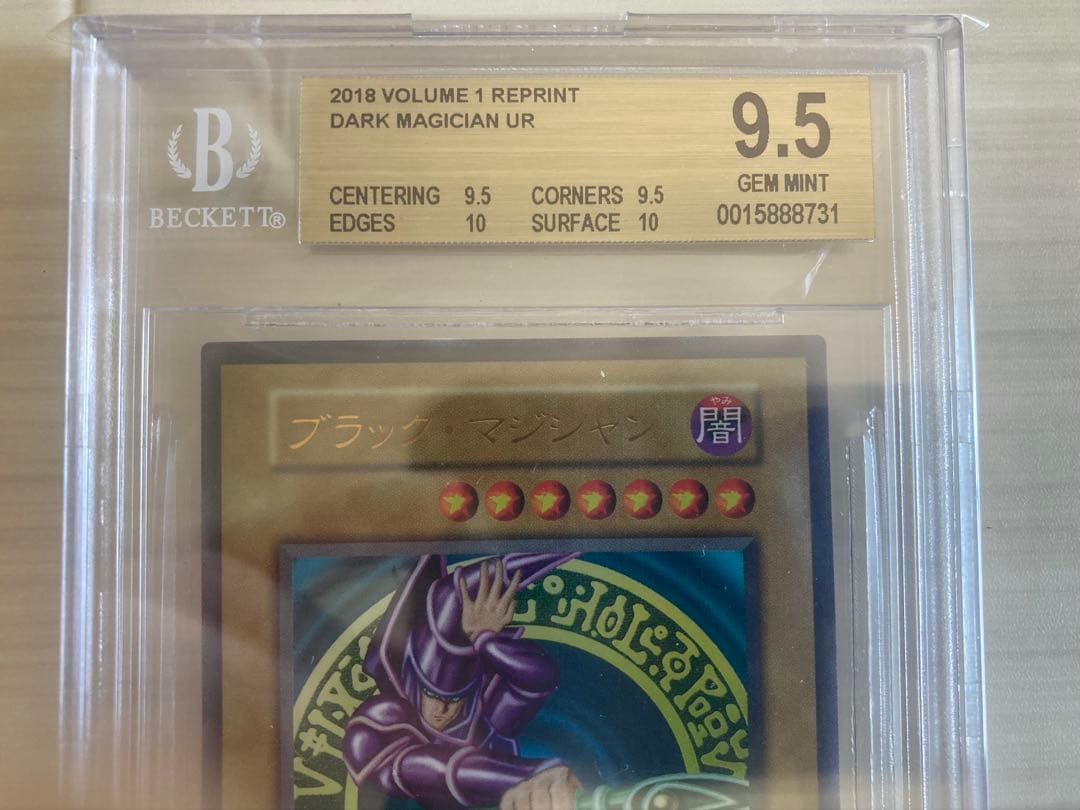 B
BECKETT®
2018 VOLUME 1 REPRINT
DARK MAGICIAN UR
CENTERING 9.5 CORNERS 9.5
EDGES 10 SURFACE 10
9.5
GEM MINT
0015888731
ブラック・マジシャン
やみ
闇